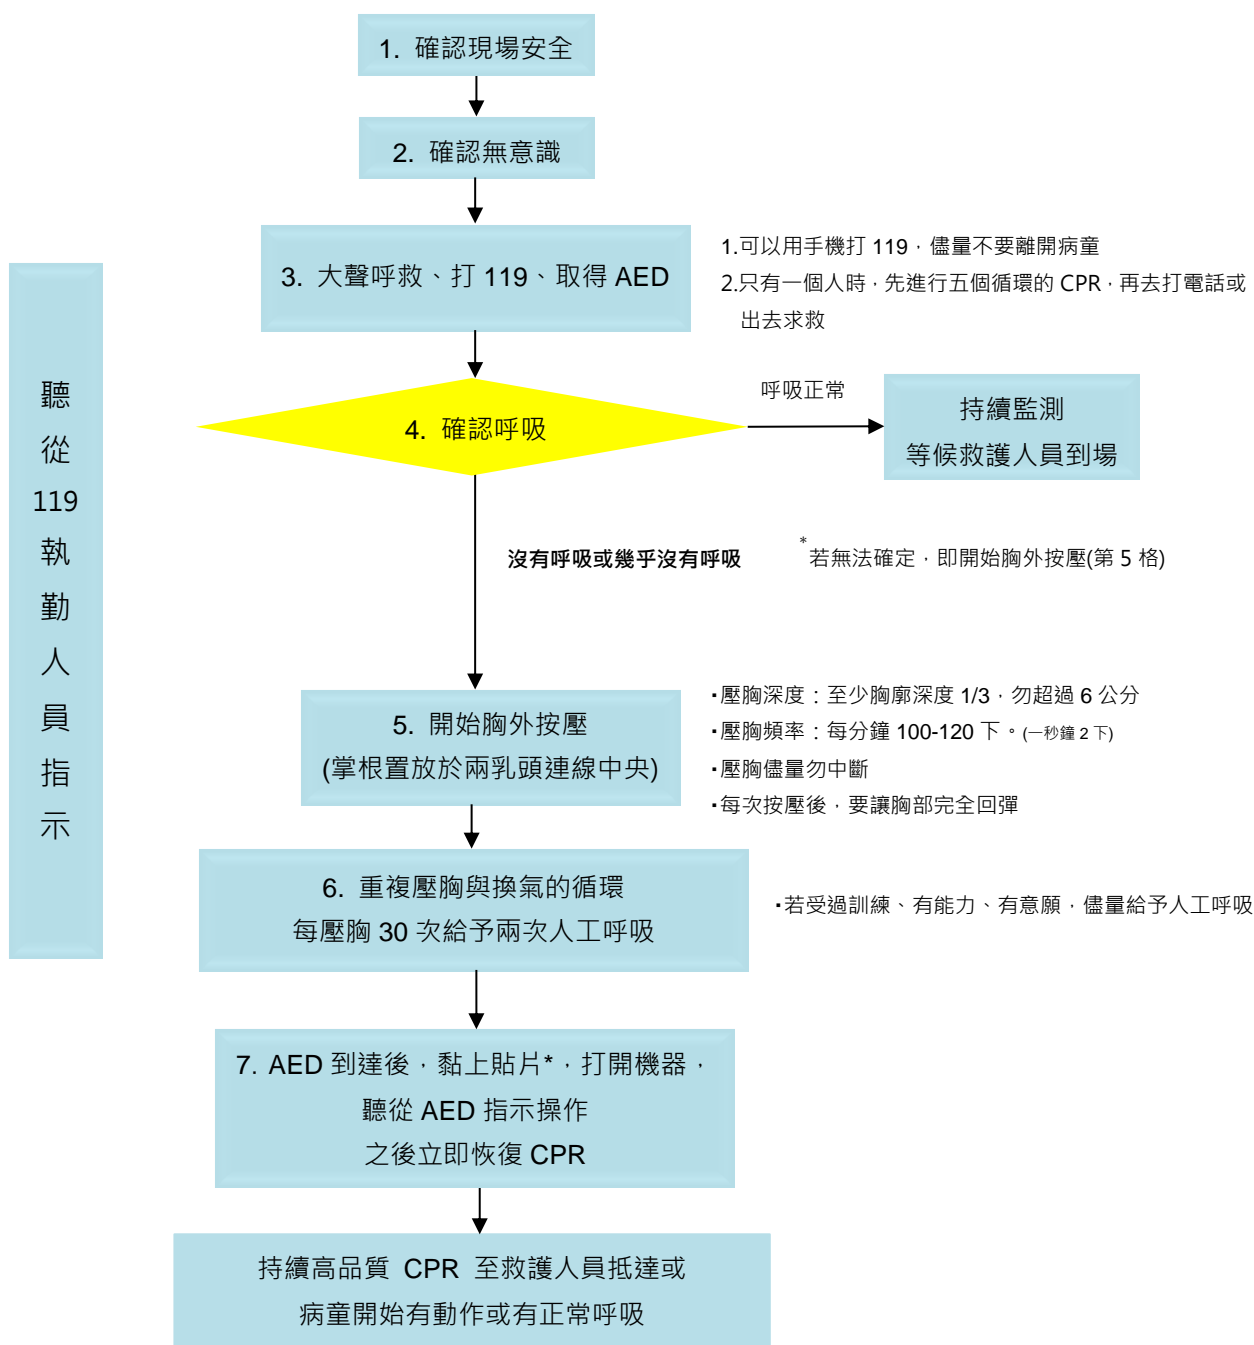 1. 確認現場安全
2. 確認無意識
3. 大聲呼救、打 119、取得 AED
1.可以用手機打 119，儘量不要離開病童
2.只有一個人時，先進行五個循環的 CPR，再去打電話或
出去求救
聽
從
119
執
勤
人
員
指
示
4. 確認呼吸
呼吸正常
持續監測
等候救護人員到場
沒有呼吸或幾乎沒有呼吸
*若無法確定，即開始胸外按壓(第 5 格)
5. 開始胸外按壓
(掌根置放於兩乳頭連線中央)
▪壓胸深度：至少胸廓深度 1/3，勿超過 6 公分
▪壓胸頻率：每分鐘 100-120 下。(一秒鐘 2 下)
▪壓胸儘量勿中斷
▪每次按壓後，要讓胸部完全回彈
6. 重複壓胸與換氣的循環
每壓胸 30 次給予兩次人工呼吸
▪若受過訓練、有能力、有意願，儘量給予人工呼吸
7. AED 到達後，黏上貼片*，打開機器，
聽從 AED 指示操作
之後立即恢復 CPR
持續高品質 CPR 至救護人員抵達或
病童開始有動作或有正常呼吸